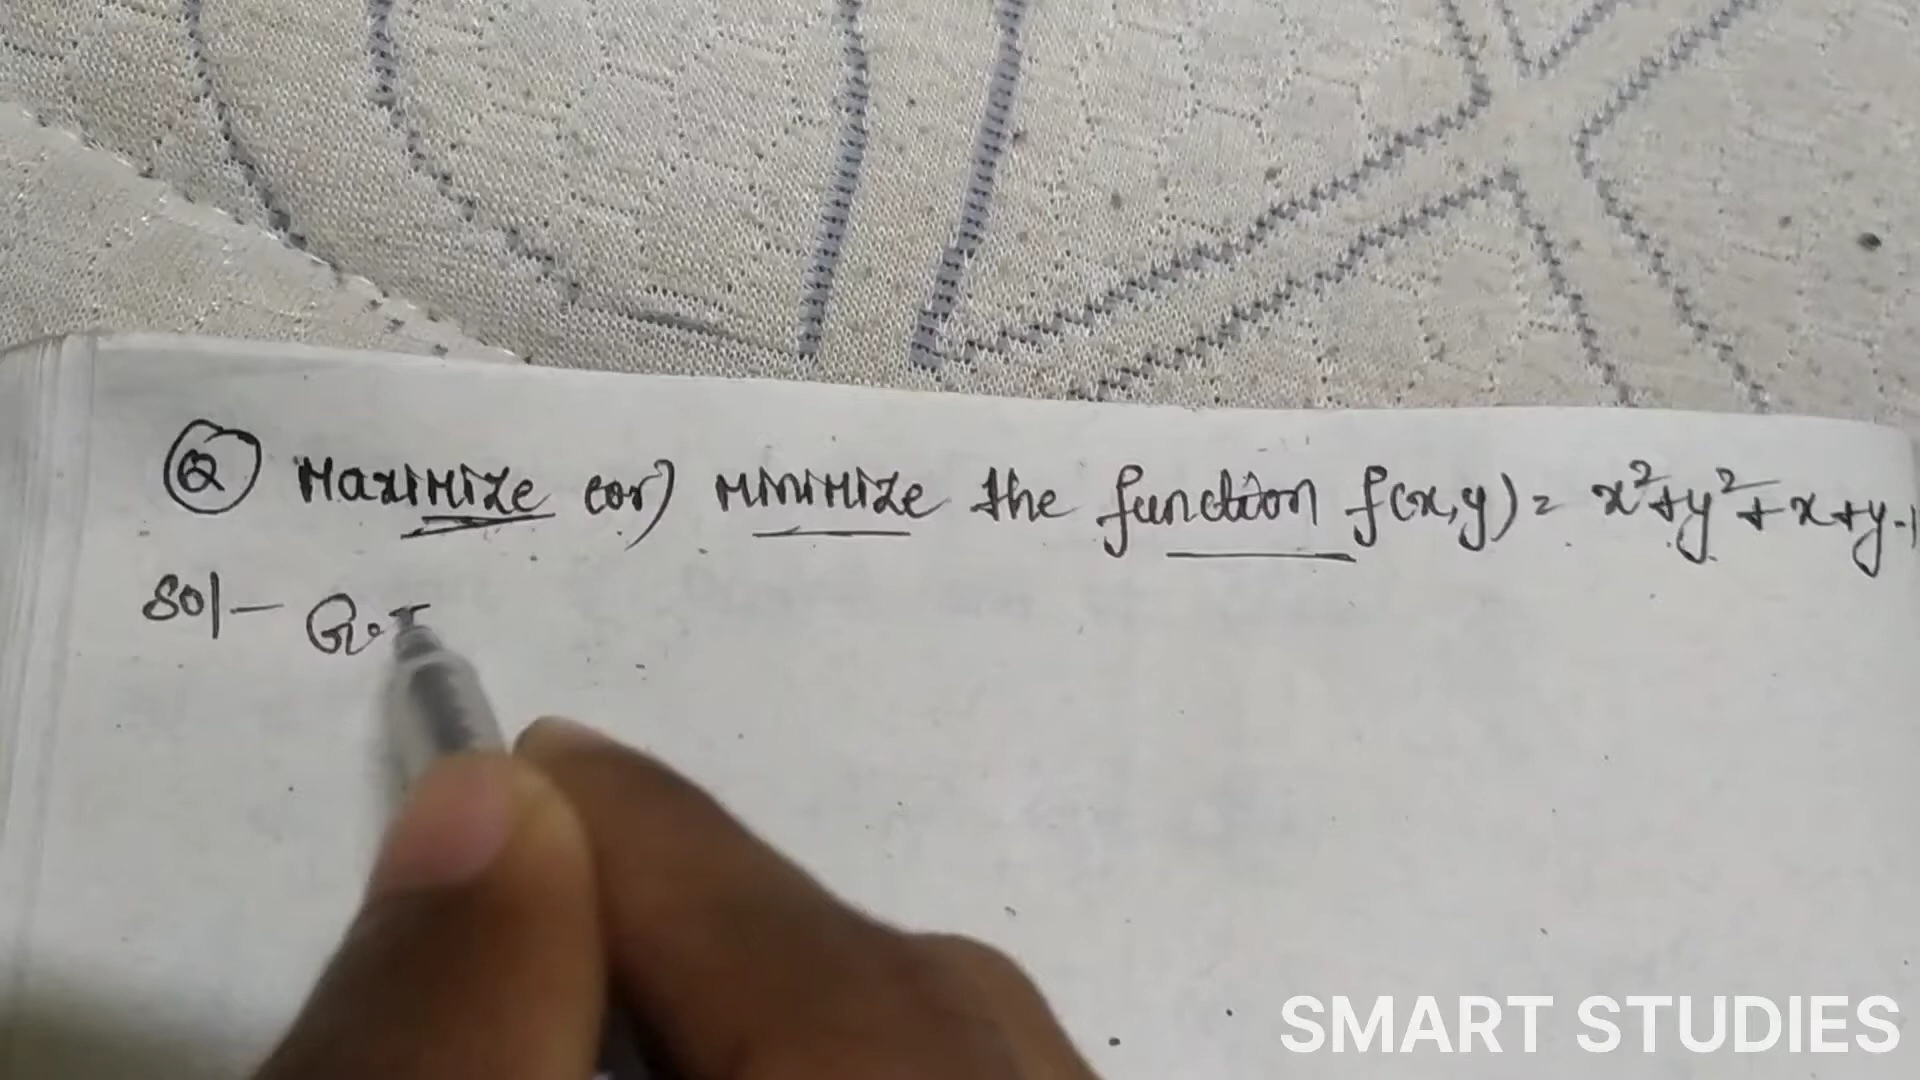 Q Maximize (or) minimize the function f(x,y) = x²+y²+x+y-1
Sol- G.T
SMART STUDIES